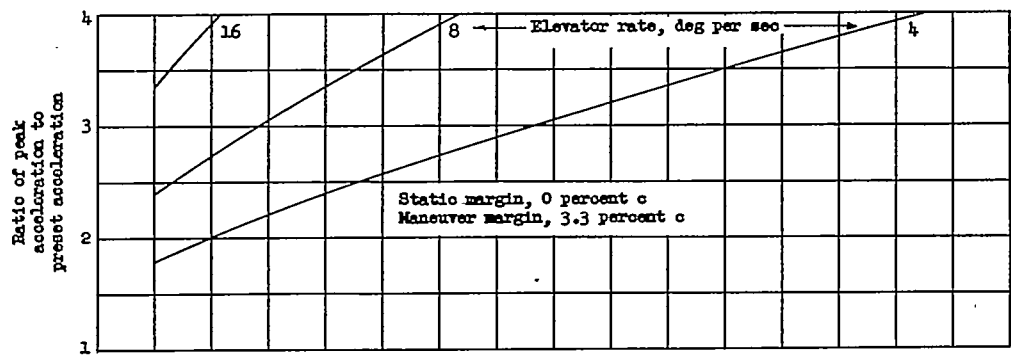 4
16
8
Elevator rate, deg per sec
4
3
2
1
Ratio of peak
acceleration to
preset acceleration
Static margin, 0 percent c
Maneuver margin, 3.3 percent c